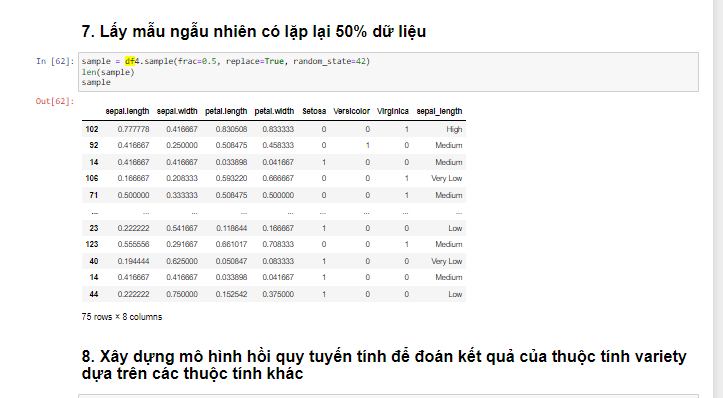 7. Lấy mẫu ngẫu nhiên có lặp lại 50% dữ liệu
In [62]: sample = df4.sample(frac=0.5, replace=True, random_state=42)
len(sample)
sample
Out[62]:
sepal.length sepal.width petal.length petal.width Setosa Versicolor Virginica sepal_length
102 0.777778 0.416667 0.830508 0.833333 0 0 1 High
92 0.416667 0.250000 0.508475 0.458333 0 1 0 Medium
14 0.416667 0.416667 0.033898 0.041667 1 0 0 Medium
106 0.166667 0.208333 0.593220 0.666667 0 0 1 Very Low
71 0.500000 0.333333 0.508475 0.500000 0 0 1 Medium
... ... ... ... ... ... ... ... ...
23 0.222222 0.541667 0.118644 0.166667 1 0 0 Low
123 0.555556 0.291667 0.661017 0.708333 0 0 1 Medium
40 0.194444 0.625000 0.050847 0.083333 1 0 0 Very Low
14 0.416667 0.416667 0.033898 0.041667 1 0 0 Medium
44 0.222222 0.750000 0.152542 0.375000 1 0 0 Low
75 rows × 8 columns
8. Xây dựng mô hình hồi quy tuyến tính để đoán kết quả của thuộc tính variety
dựa trên các thuộc tính khác